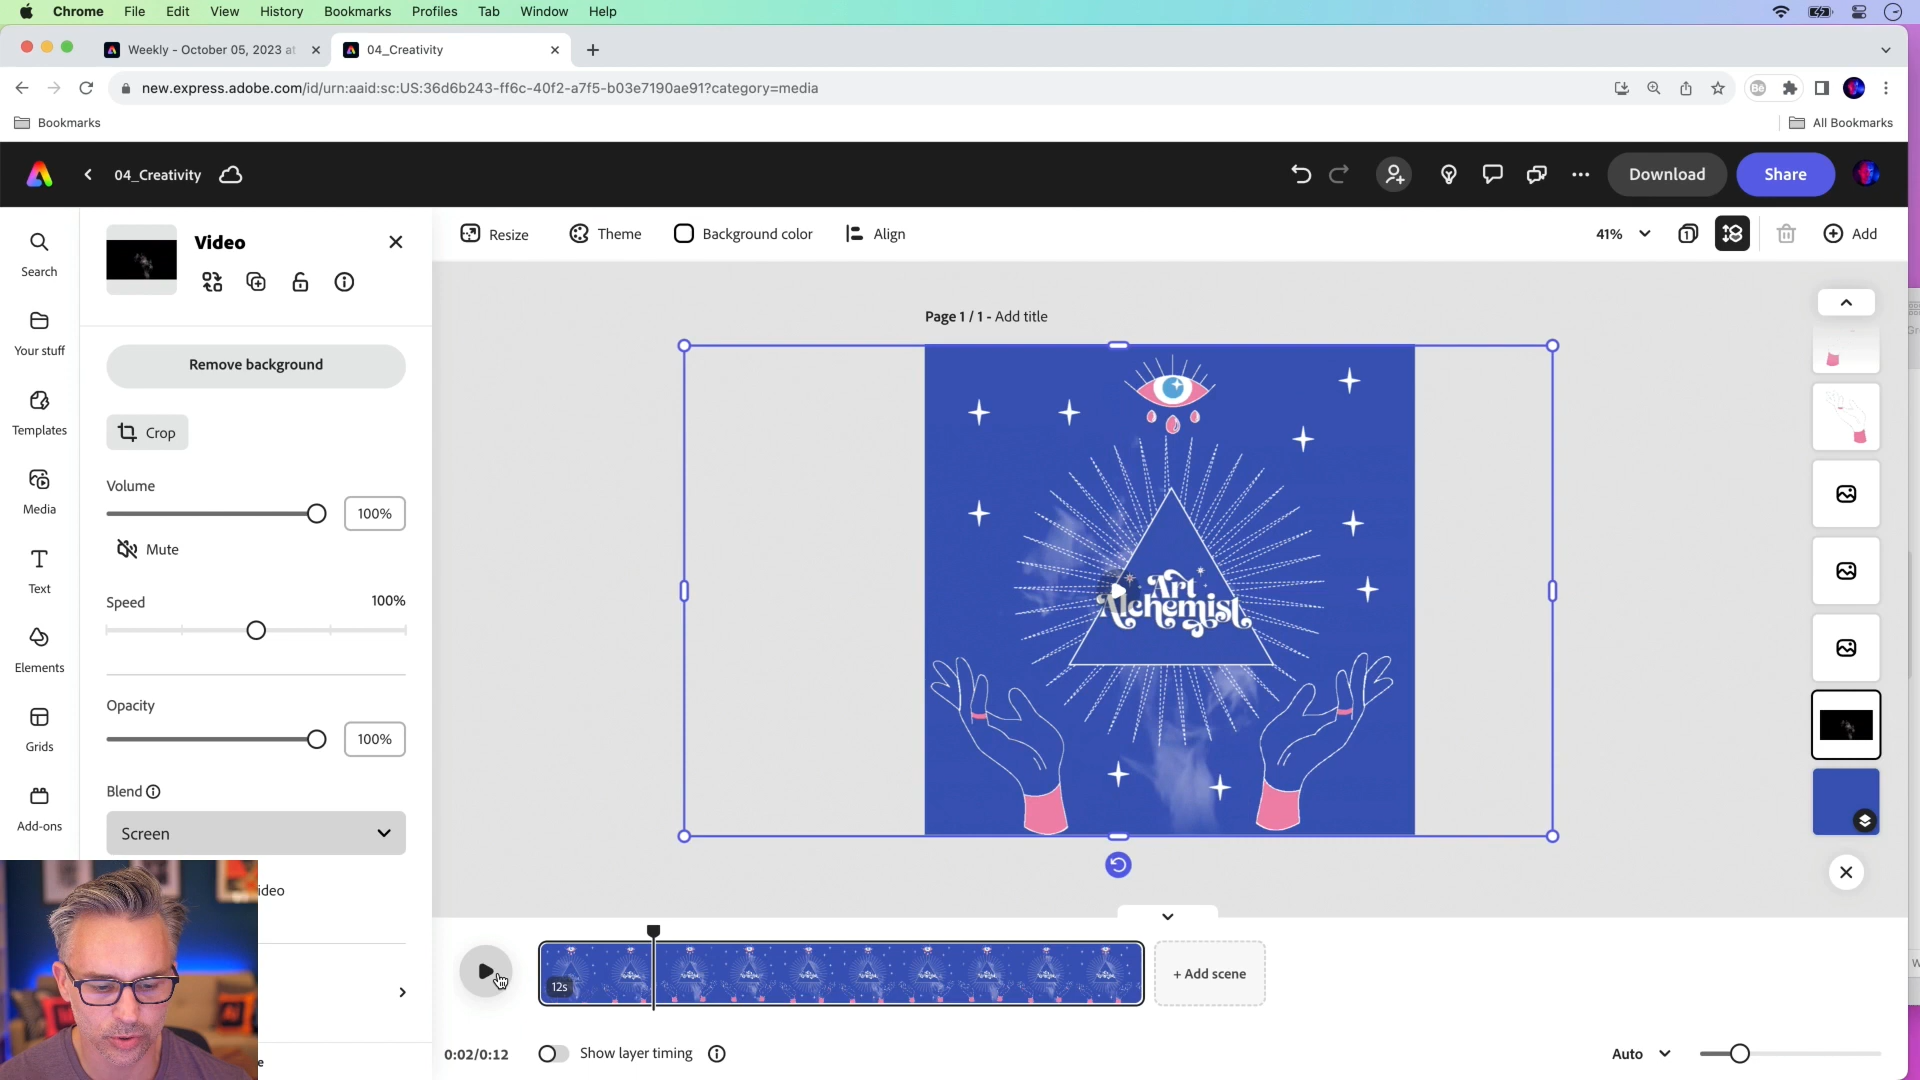 Chrome File Edit View History Bookmarks Profiles Tab Window Help
Weekly - October 05, 2023 at
04_Creativity
new.express.adobe.com/id/urn:aaid:sc:US:36d6b243-ff6c-40f2-a7f5-b03e7190ae91?category=media
Bookmarks
All Bookmarks
04_Creativity
Download
Share
Search
Your stuff
Templates
Media
Text
Elements
Grids
Add-ons
Video
Remove background
Crop
Volume
100%
Mute
Speed
100%
Opacity
100%
Blend
Screen
ideo
Resize
Theme
Background color
Align
41%
Add
Page 1 / 1 - Add title
Art
Alchemist
12s
+ Add scene
0:02/0:12
Show layer timing
Auto